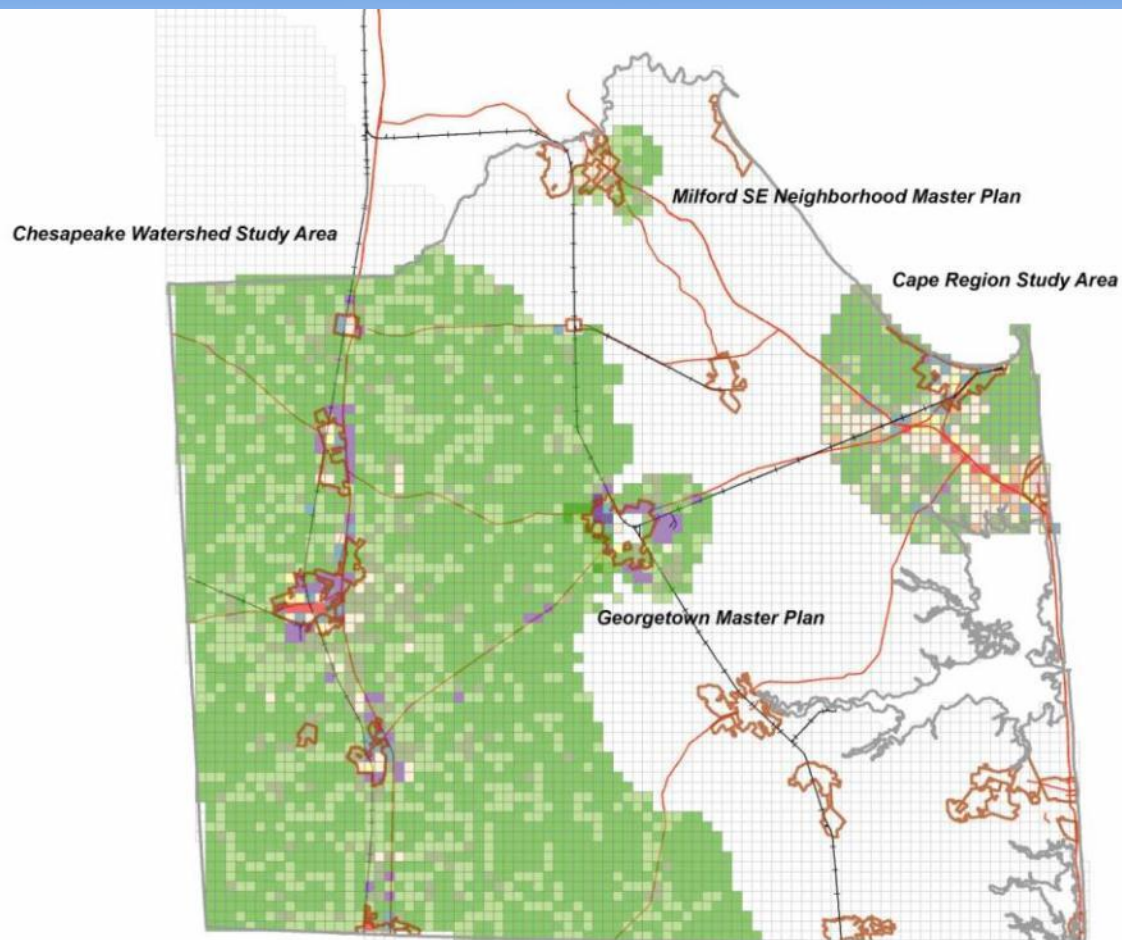 Milford SE Neighborhood Master Plan
Chesapeake Watershed Study Area
Cape Region Study Area
Georgetown Master Plan